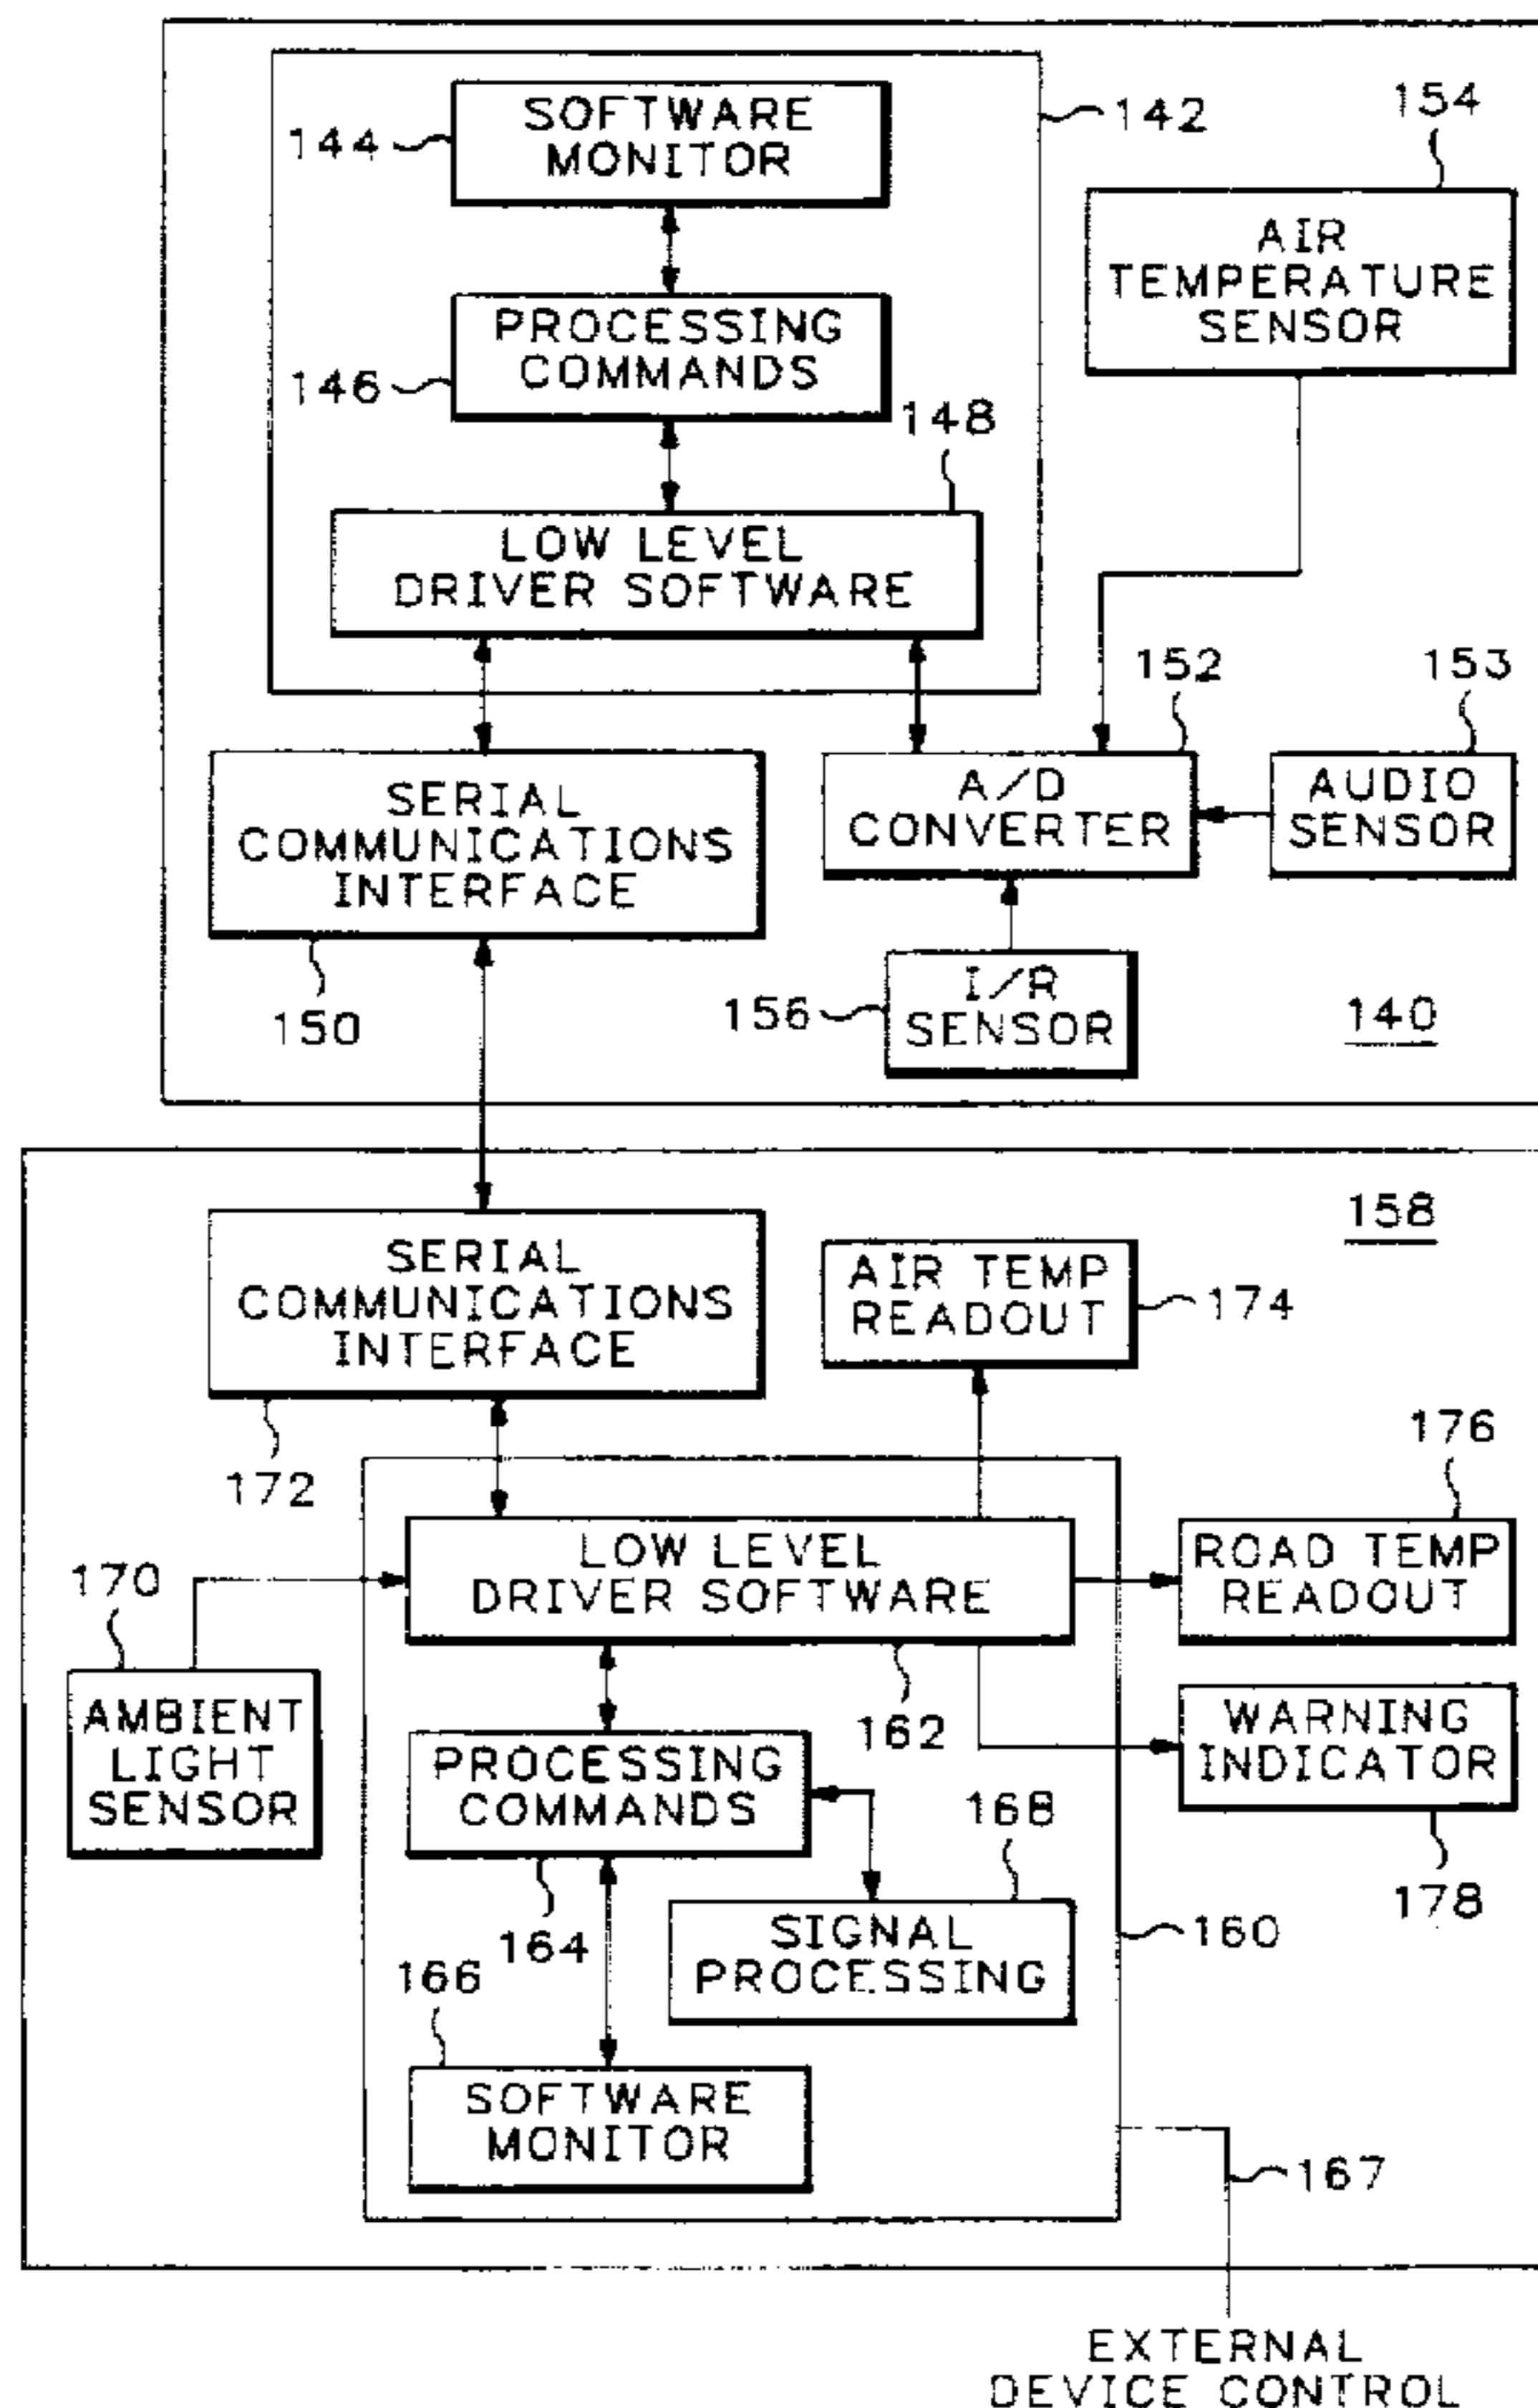 SOFTWARE
MONITOR
144
142
154
AIR
TEMPERATURE
SENSOR
PROCESSING
COMMANDS
146
148
LOW LEVEL
DRIVER SOFTWARE
152
153
SERIAL
COMMUNICATIONS
INTERFACE
A/D
CONVERTER
AUDIO
SENSOR
150
156
I/R
SENSOR
140
158
SERIAL
COMMUNICATIONS
INTERFACE
AIR TEMP
READOUT
174
172
176
170
LOW LEVEL
DRIVER SOFTWARE
ROAD TEMP
READOUT
AMBIENT
LIGHT
SENSOR
162
WARNING
INDICATOR
PROCESSING
COMMANDS
168
178
164
SIGNAL
PROCESSING
160
166
SOFTWARE
MONITOR
167
EXTERNAL
DEVICE CONTROL